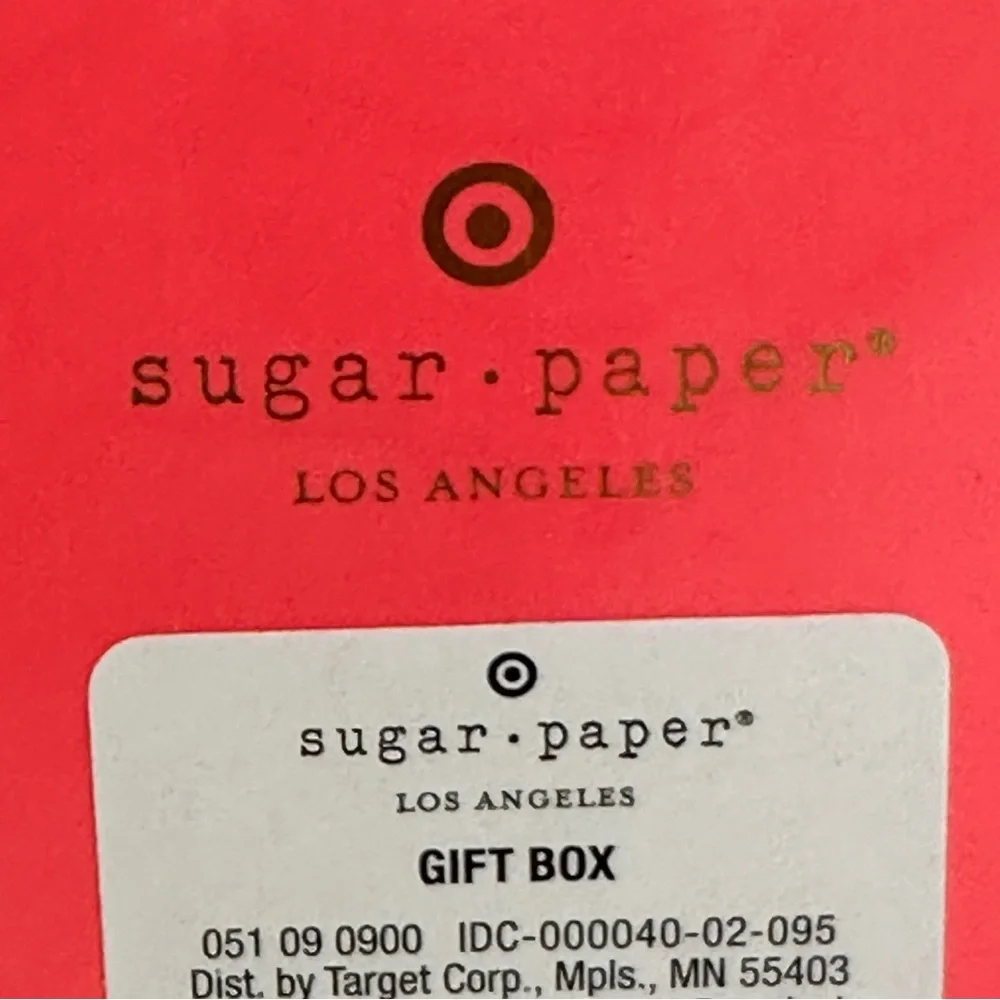 sugar·paper®
LOS ANGELES
sugar·paper®
LOS ANGELES
GIFT BOX
051 09 0900 IDC-000040-02-095
Dist. by Target Corp., Mpls., MN 55403